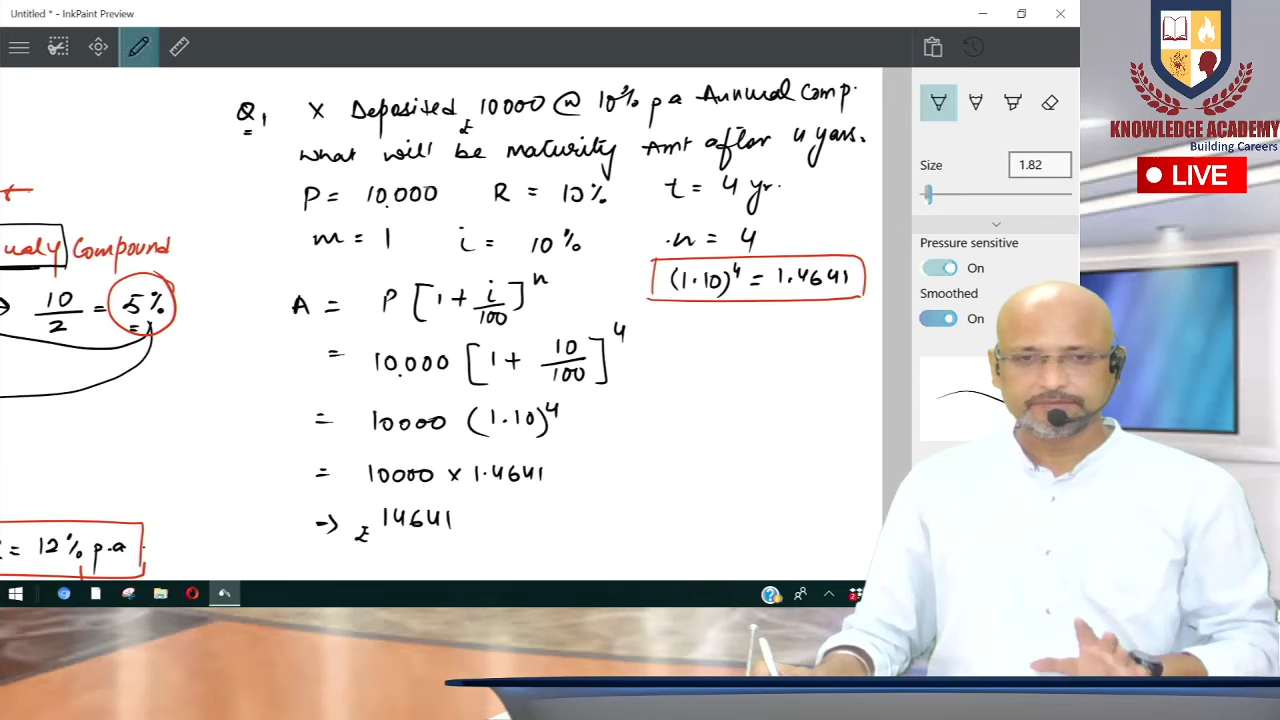 Untitled * - InkPaint Preview
Q1 X Deposited ₹ 10000 @ 10% p a Annual Comp.
what will be maturity Amt after 4 years.
P = 10,000 R = 10% t = 4 yr.
m = 1 i = 10% n = 4
(1.10)^4 = 1.4641
A = P [1 + i/100]^n
= 10,000 [1 + 10/100]^4
= 10000 (1.10)^4
= 10000 x 1.4641
→ ₹ 14641
Compound
10/2 = 5%
= 12% p.a
Size 1.82
Pressure sensitive
On
Smoothed
On
KNOWLEDGE ACADEMY
Building Careers
LIVE